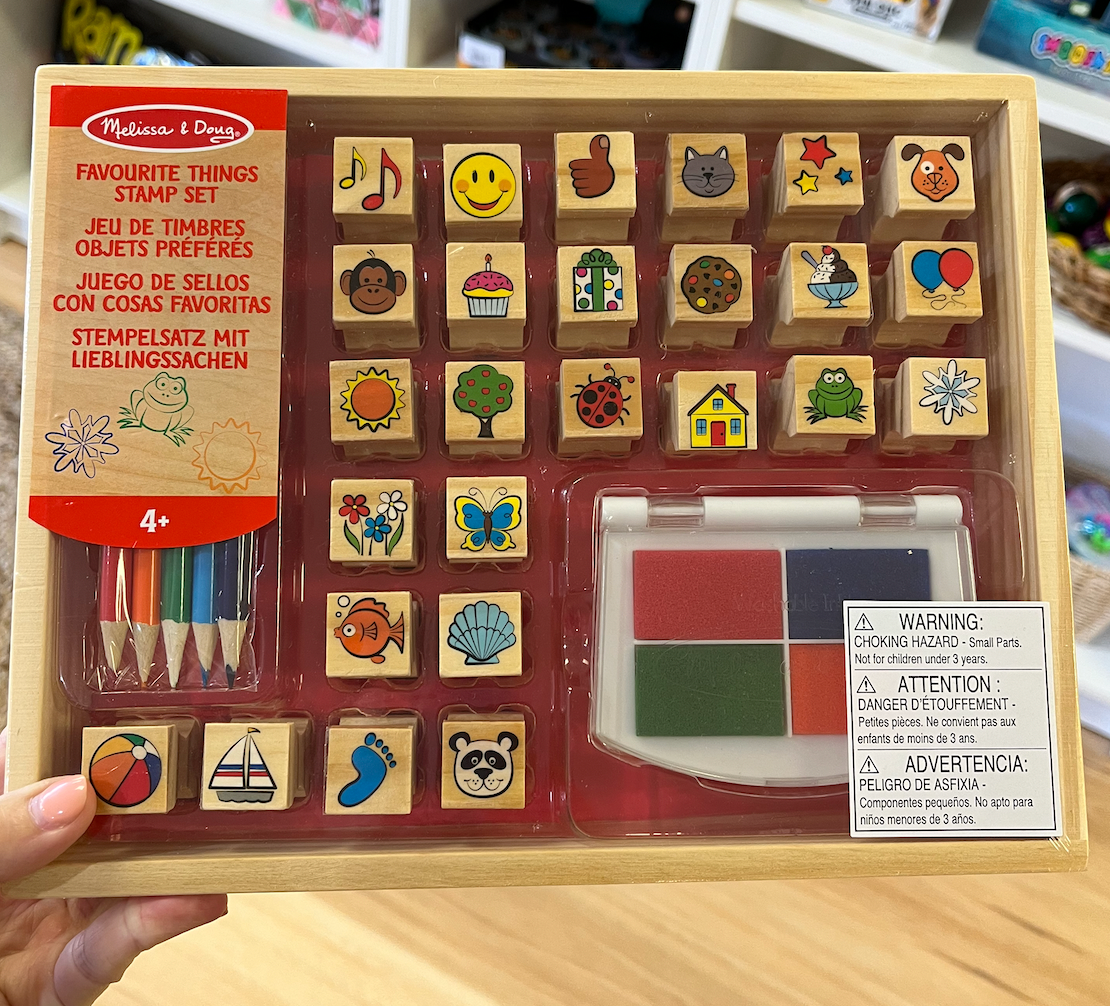 Melissa & Doug®
FAVOURITE THINGS
STAMP SET
JEU DE TIMBRES
OBJETS PRÉFÉRÉS
JUEGO DE SELLOS
CON COSAS FAVORITAS
STEMPELSATZ MIT
LIEBLINGSSACHEN
4+
WARNING:
CHOKING HAZARD - Small Parts.
Not for children under 3 years.
ATTENTION :
DANGER D'ÉTOUFFEMENT -
Petites pièces. Ne convient pas aux
enfants de moins de 3 ans.
ADVERTENCIA:
PELIGRO DE ASFIXIA -
Componentes pequeños. No apto para
niños menores de 3 años.